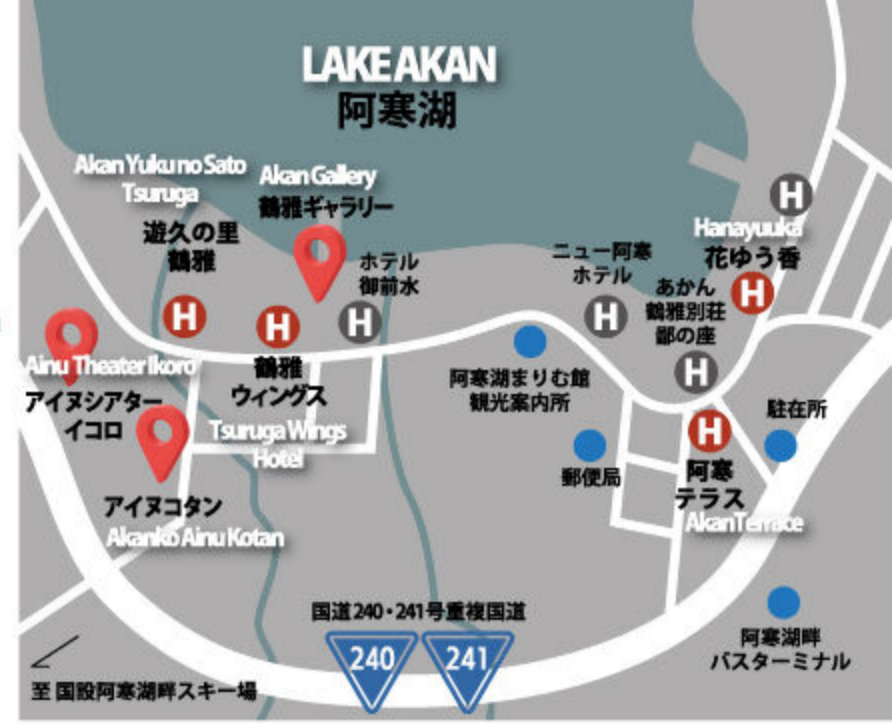 LAKE AKAN
阿寒湖
Akan Yuku no Sato
Tsuruga
遊久の里
鶴雅
Akan Gallery
鶴雅ギャラリー
ホテル
御前水
H
H
H
鶴雅
ウィングス
Tsuruga Wings
Hotel
Ainu Theater Ikoro
アイヌシアター
イコロ
アイヌコタン
Akanko Ainu Kotan
ニュー阿寒
ホテル
H
阿寒湖まりむ館
観光案内所
郵便局
H
Hanayuuka
花ゆう香
H
あかん
鶴雅別荘
鄙の座
H
H
阿寒
テラス
Akan Terrace
駐在所
阿寒湖畔
バスターミナル
国道240・241号重複国道
240
241
至 国設阿寒湖畔スキー場